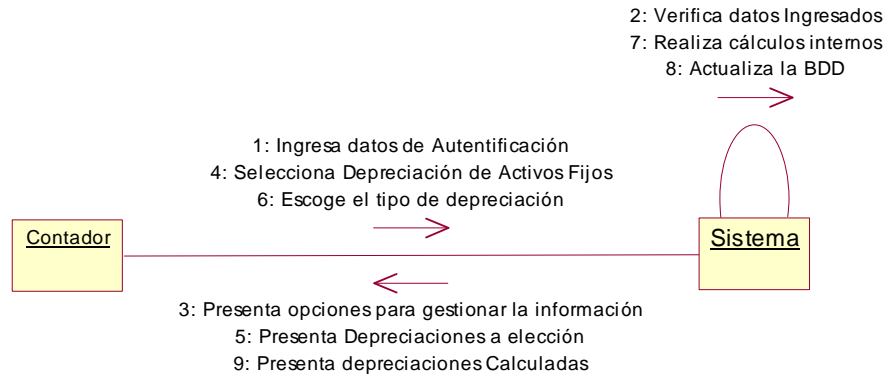 2: Verifica datos Ingresados
7: Realiza cálculos internos
8: Actualiza la BDD
1: Ingresa datos de Autentificación
4: Selecciona Depreciación de Activos Fijos
6: Escoge el tipo de depreciación
Contador
Sistema
3: Presenta opciones para gestionar la información
5: Presenta Depreciaciones a elección
9: Presenta depreciaciones Calculadas